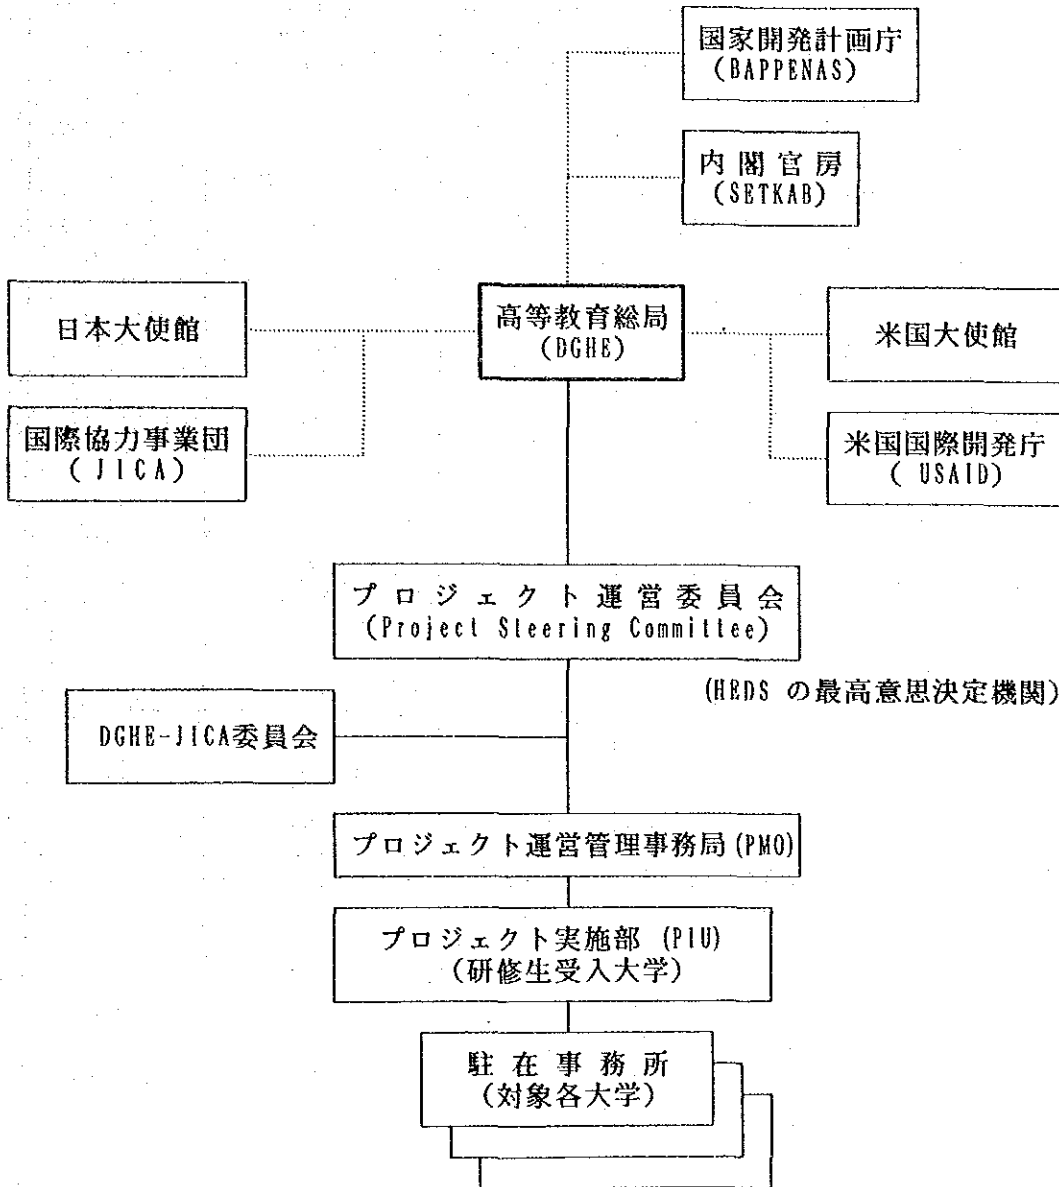 国家開発計画庁
(BAPPENAS)
内閣官房
(SETKAB)
日本大使館
高等教育総局
(DGHE)
米国大使館
国際協力事業団
( JICA)
米国国際開発庁
( USAID)
プロジェクト運営委員会
(Project Steering Committee)
(HEDS の最高意思決定機関)
DGHE-JICA委員会
プロジェクト運営管理事務局 (PMO)
プロジェクト実施部 (PIU)
(研修生受入大学)
駐在事務所
(対象各大学)